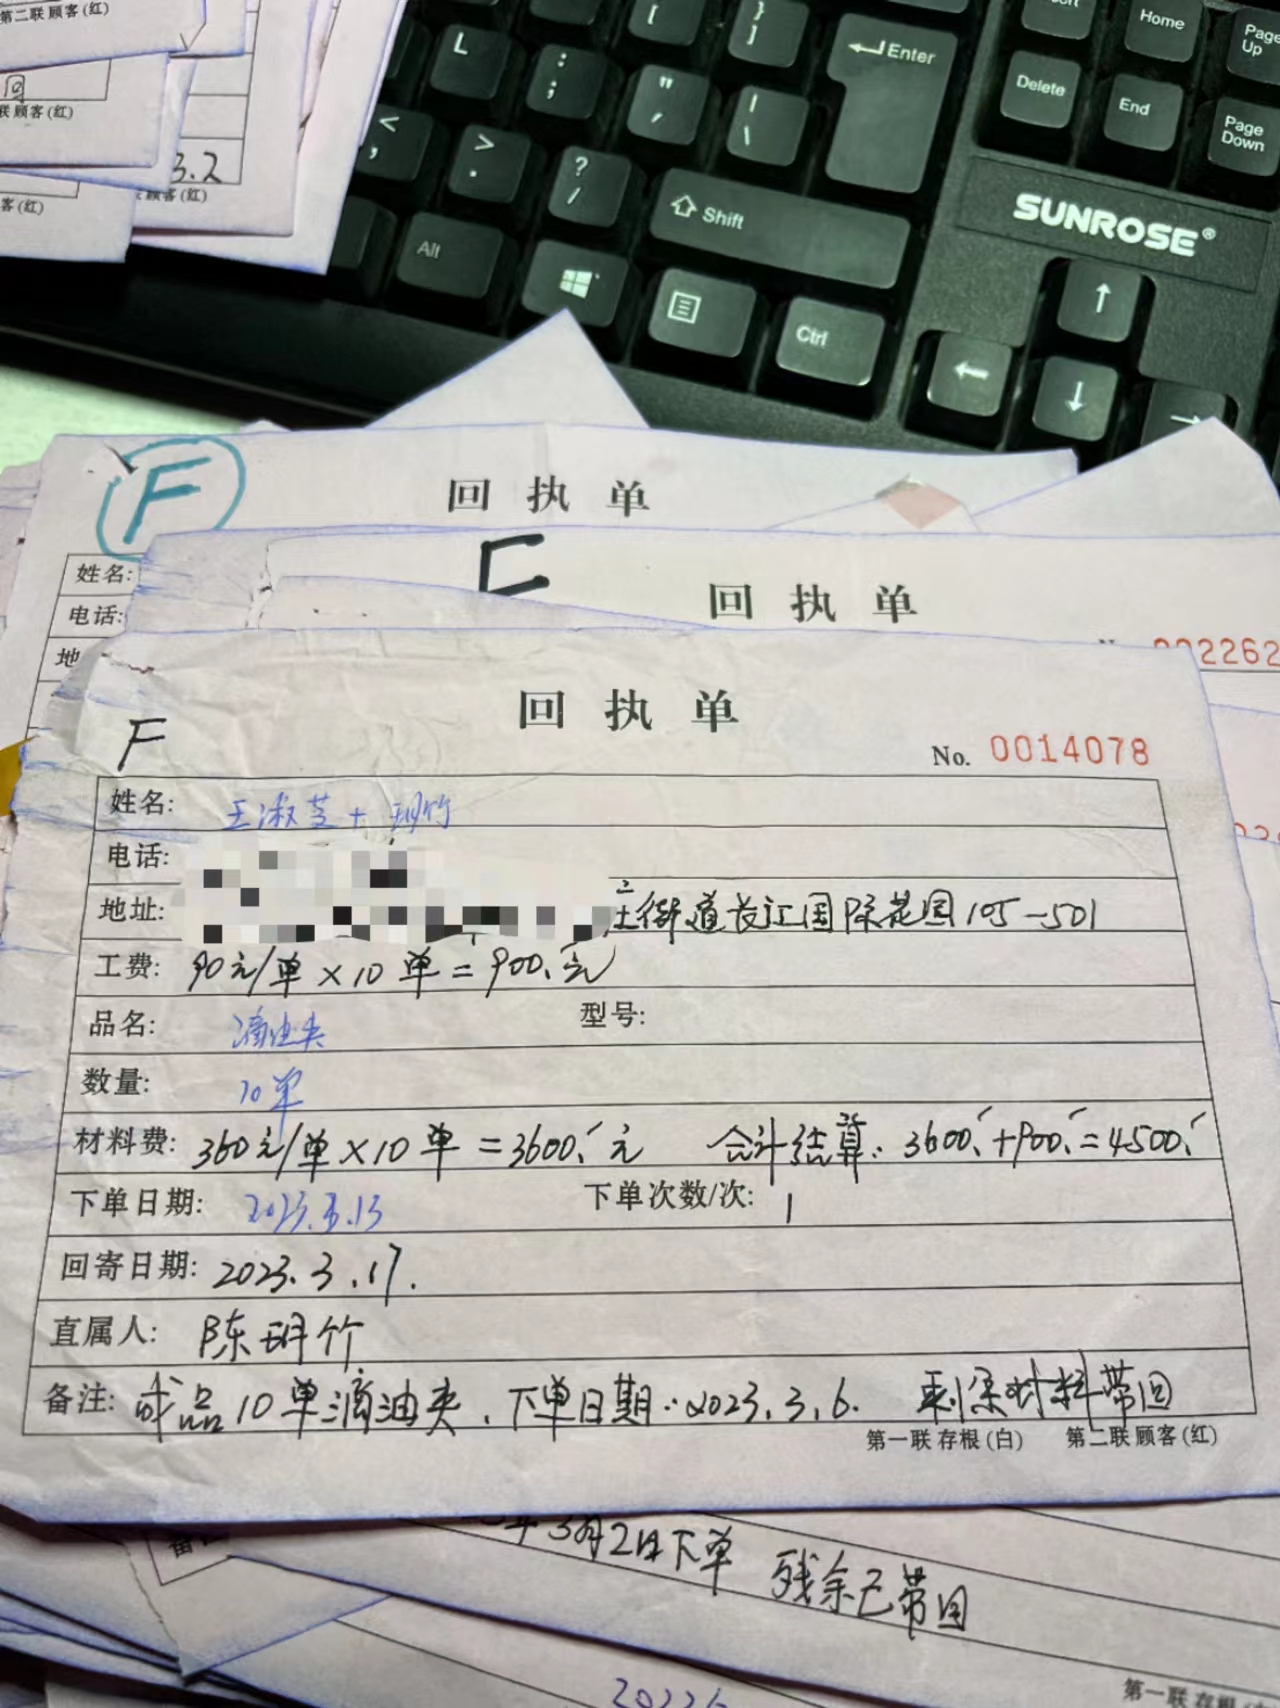 第二联 顾客(红)
回
联 顾客(红)
3.2
客(红)
顾客(红)
L
:
;
"
'
|
\
{
[
}
]
Enter
Home
Page Up
Delete
End
Page Down
<
,
>
.
?
/
Shift
SUNROSE®
Alt
Ctrl
F
回执单
姓名:
电话:
地
F
回执单
回执单
F
No. 0014078
姓名: 王淑芝+玥竹
电话:
地址: 庄街道长江国际花园105-501
工费: 90元/单×10单=900.元
品名: 滴油夹 型号:
数量: 10单
材料费: 360元/单×10单=3600.元 合计结算: 3600.+900.=4500.
下单日期: 2023.3.13 下单次数/次: 1
回寄日期: 2023.3.17.
直属人: 陈玥竹
备注: 成品10单滴油夹、下单日期:2023.3.6. 剩余材料带回
第一联 存根(白) 第二联 顾客(红)
年3月2日下单 残余已带回
第一联 存根(白)